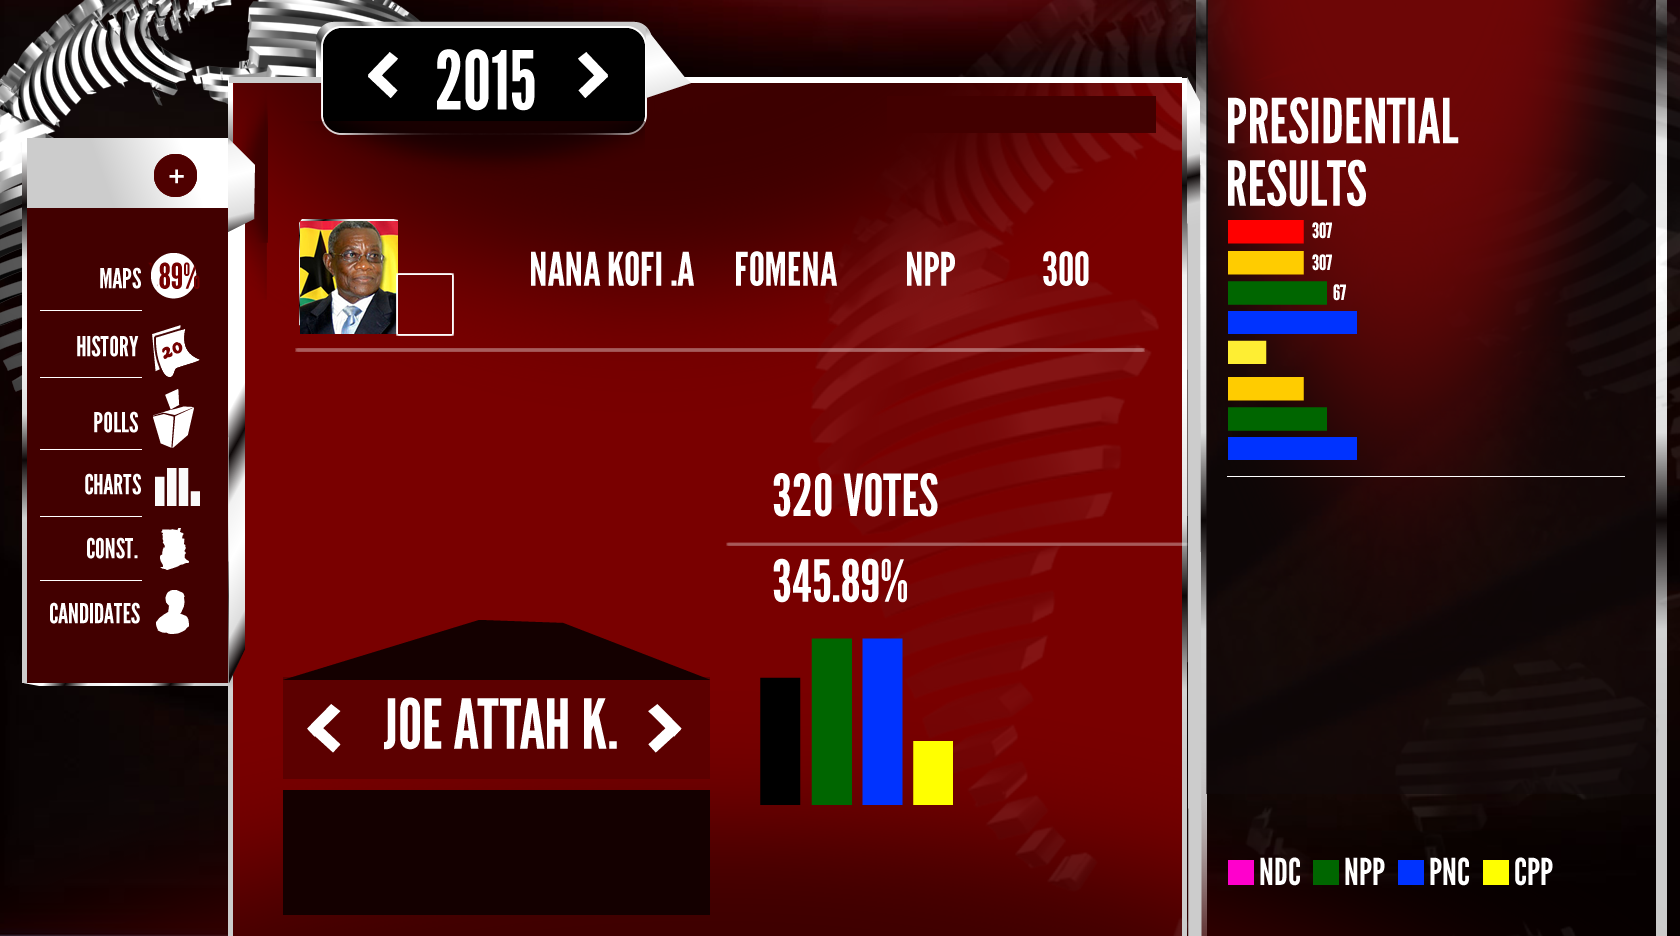 2015
+
MAPS 89%
HISTORY 20
POLLS
CHARTS
CONST.
CANDIDATES
NANA KOFI .A FOMENA NPP 300
320 VOTES
345.89%
JOE ATTAH K.
PRESIDENTIAL
RESULTS
307
307
67
NDC NPP PNC CPP